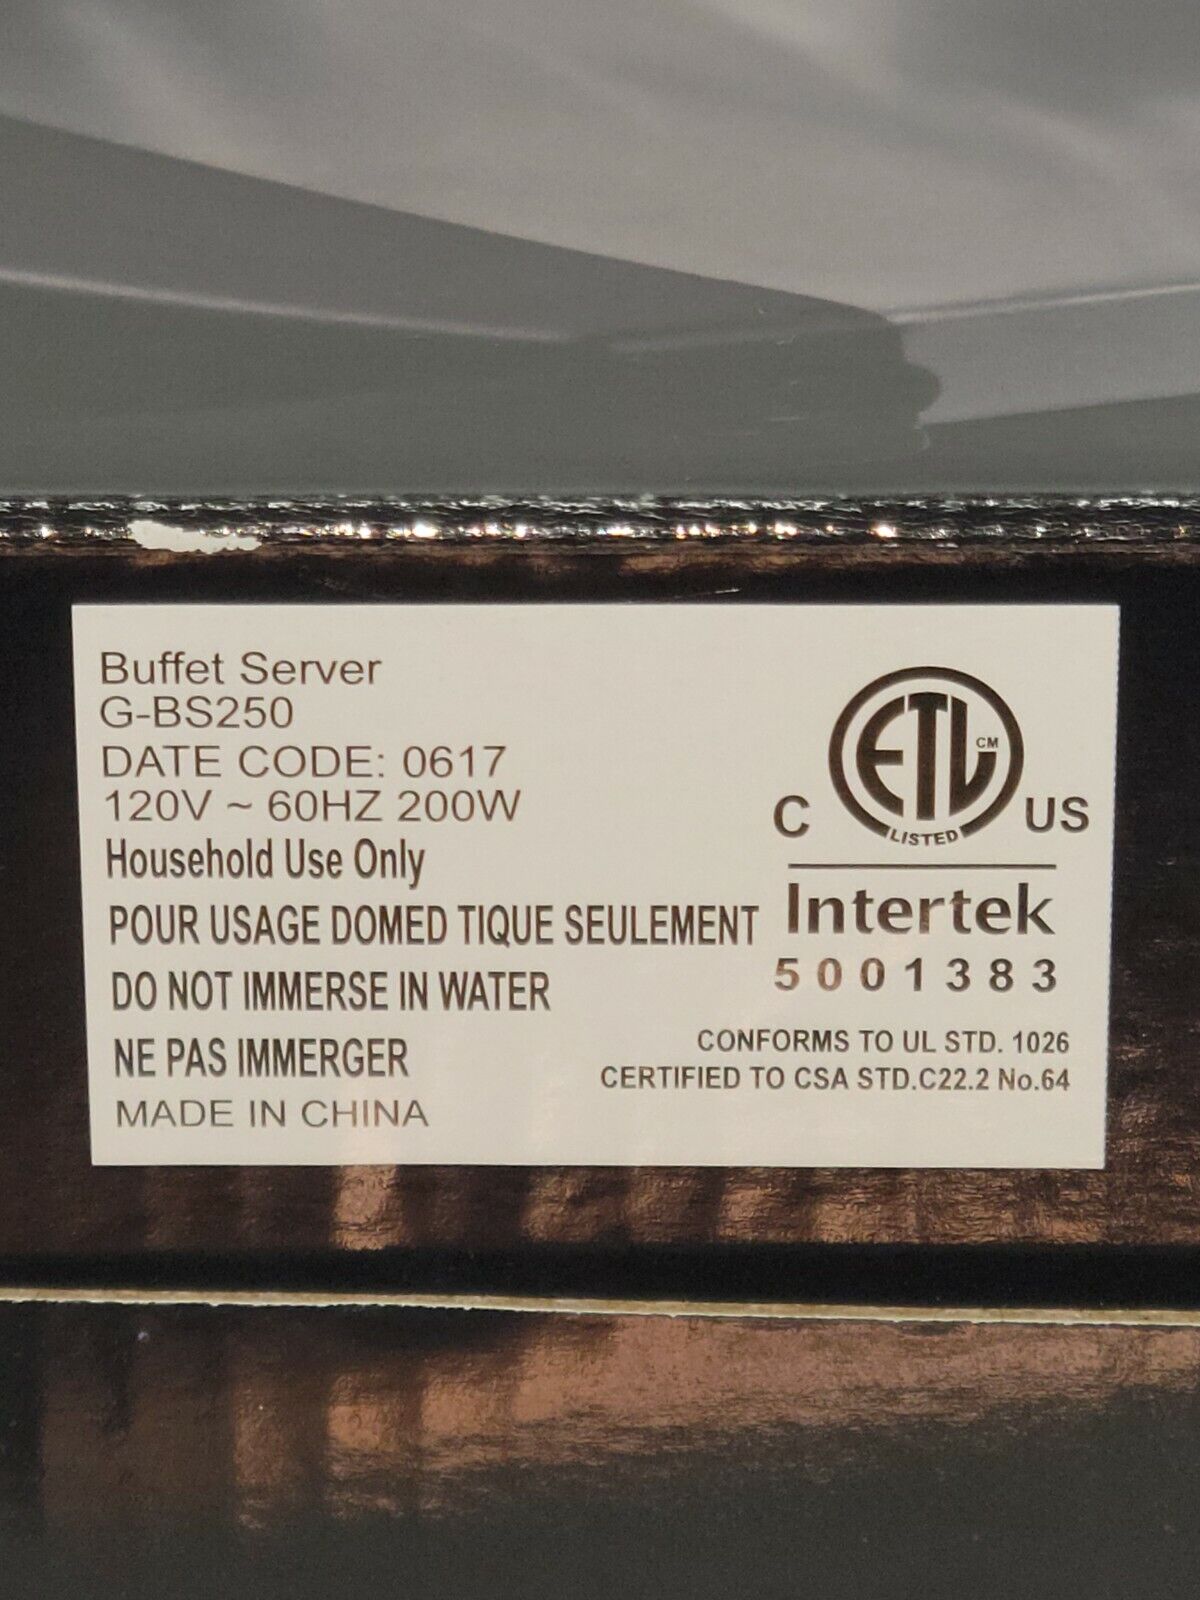 Buffet Server
G-BS250
DATE CODE: 0617
120V ~ 60HZ 200W
Household Use Only
POUR USAGE DOMED TIQUE SEULEMENT
DO NOT IMMERSE IN WATER
NE PAS IMMERGER
MADE IN CHINA
ETL CM
LISTED
C US
Intertek
5001383
CONFORMS TO UL STD. 1026
CERTIFIED TO CSA STD.C22.2 No.64